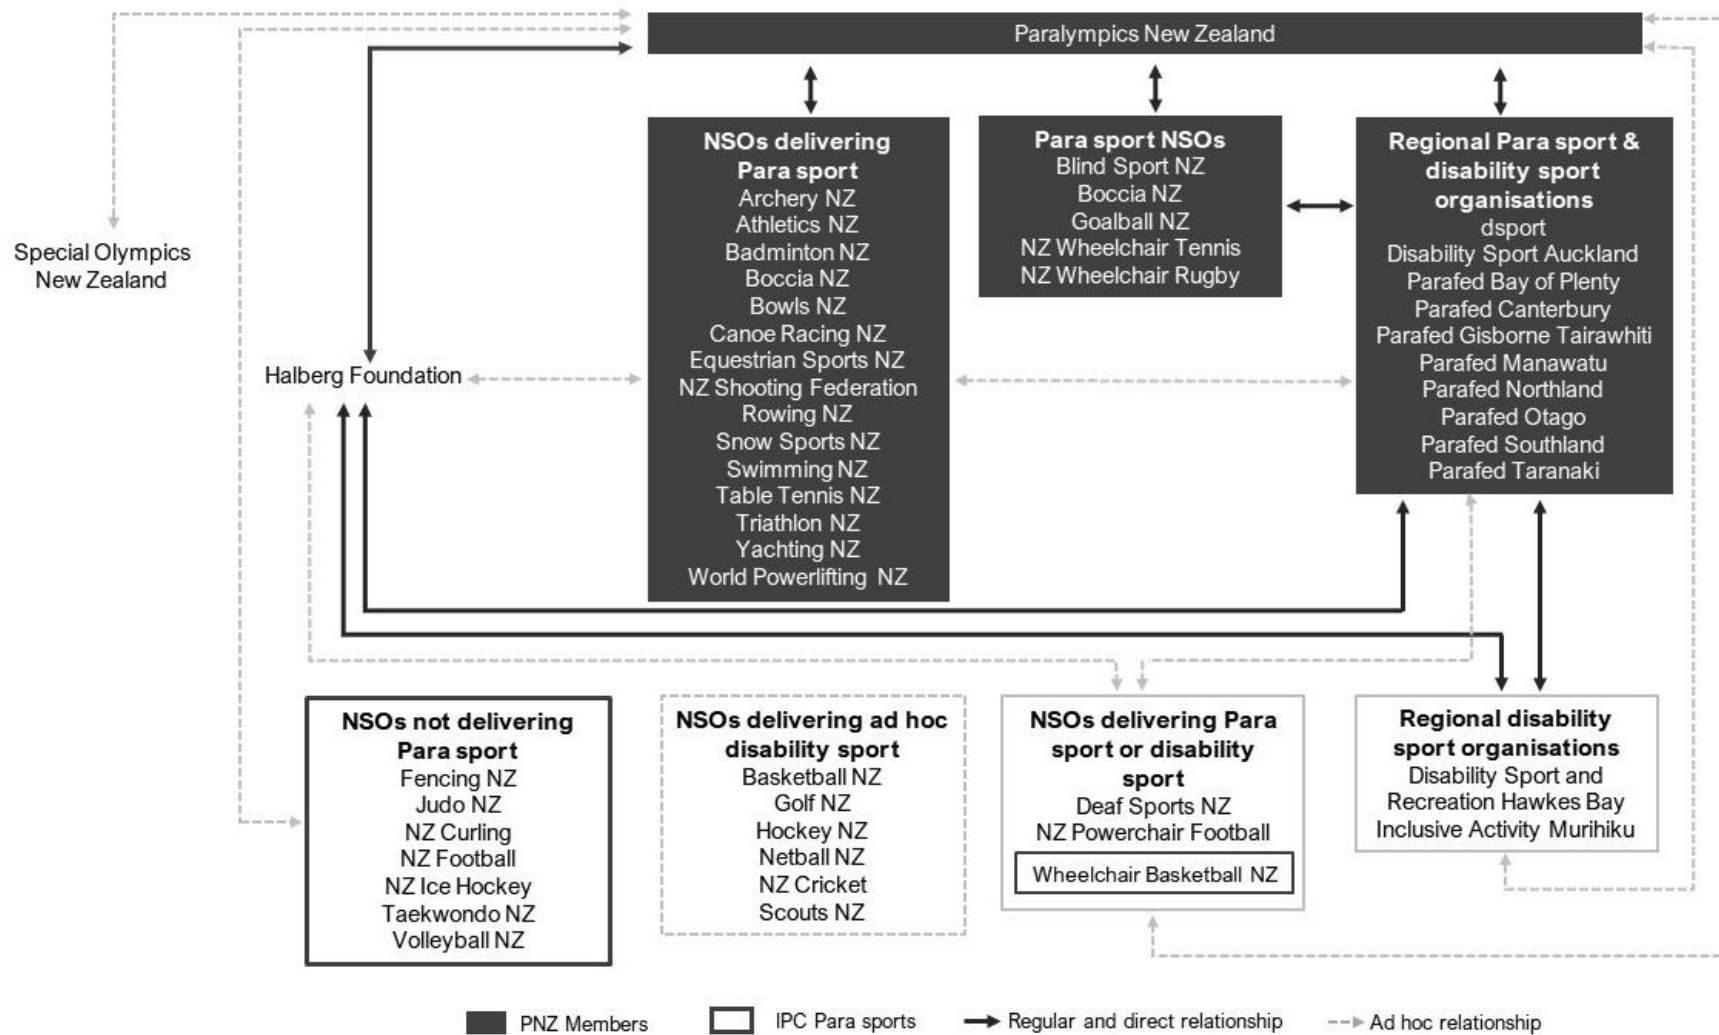 Paralympics New Zealand
NSOs delivering
Para sport
Archery NZ
Athletics NZ
Badminton NZ
Boccia NZ
Bowls NZ
Canoe Racing NZ
Equestrian Sports NZ
NZ Shooting Federation
Rowing NZ
Snow Sports NZ
Swimming NZ
Table Tennis NZ
Triathlon NZ
Yachting NZ
World Powerlifting NZ
Para sport NSOs
Blind Sport NZ
Boccia NZ
Goalball NZ
NZ Wheelchair Tennis
NZ Wheelchair Rugby
Regional Para sport &
disability sport
organisations
dsport
Disability Sport Auckland
Parafed Bay of Plenty
Parafed Canterbury
Parafed Gisborne Tairawhiti
Parafed Manawatu
Parafed Northland
Parafed Otago
Parafed Southland
Parafed Taranaki
Special Olympics
New Zealand
Halberg Foundation
NSOs not delivering
Para sport
Fencing NZ
Judo NZ
NZ Curling
NZ Football
NZ Ice Hockey
Taekwondo NZ
Volleyball NZ
NSOs delivering ad hoc
disability sport
Basketball NZ
Golf NZ
Hockey NZ
Netball NZ
NZ Cricket
Scouts NZ
NSOs delivering Para
sport or disability
sport
Deaf Sports NZ
NZ Powerchair Football
Wheelchair Basketball NZ
Regional disability
sport organisations
Disability Sport and
Recreation Hawkes Bay
Inclusive Activity Murihiku
PNZ Members
IPC Para sports
Regular and direct relationship
Ad hoc relationship